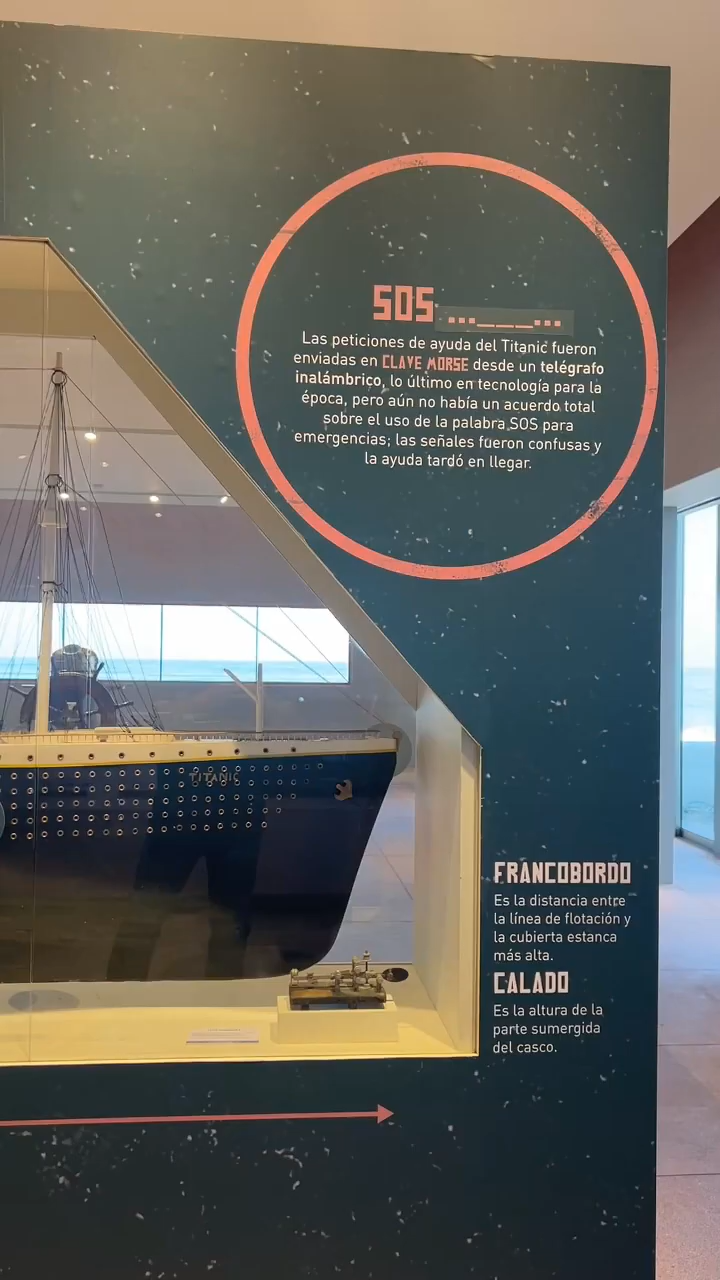 SOS ...___...
Las peticiones de ayuda del Titanic fueron
enviadas en CLAVE MORSE desde un telégrafo
inalámbrico, lo último en tecnología para la
época, pero aún no había un acuerdo total
sobre el uso de la palabra SOS para
emergencias; las señales fueron confusas y
la ayuda tardó en llegar.
TITANIC
FRANCOBORDO
Es la distancia entre
la línea de flotación y
la cubierta estanca
más alta.
CALADO
Es la altura de la
parte sumergida
del casco.